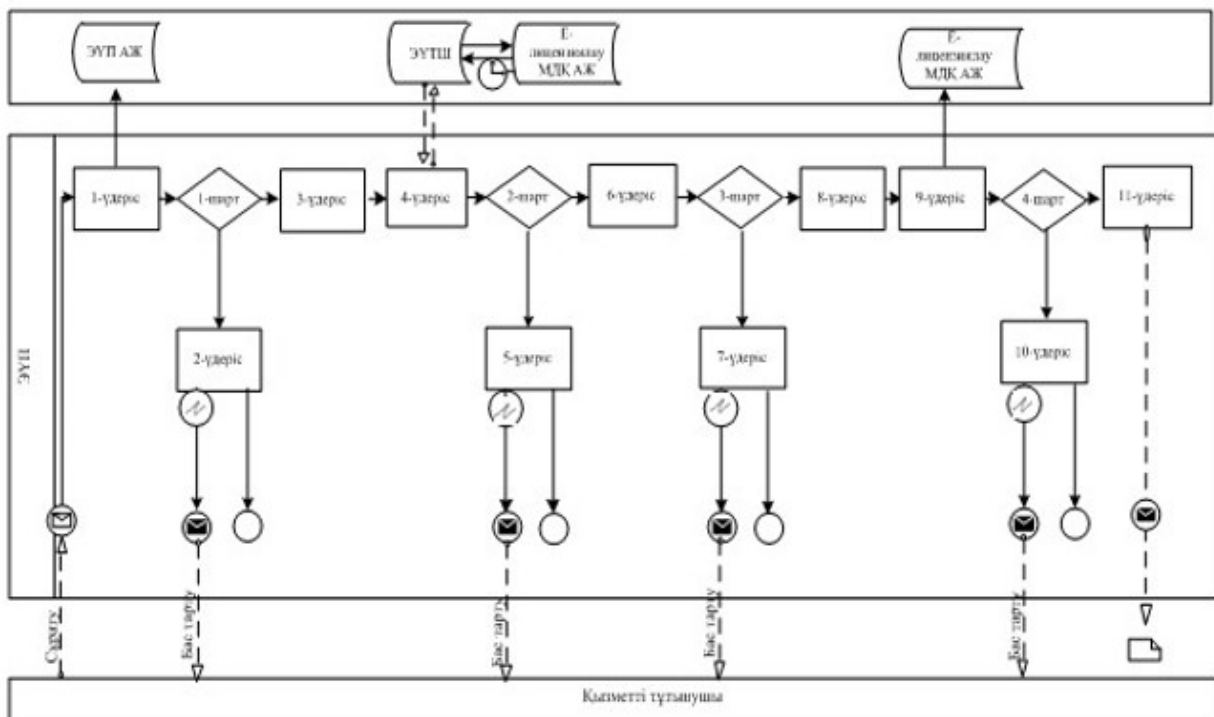 ЭҮП АЖ
ЭҮТШ
Е-
лицензиялау
МДҚ АЖ
Е-
лицензиялау
МДҚ АЖ
1-үдеріс
1-шарт
3-үдеріс
4-үдеріс
2-шарт
6-үдеріс
3-шарт
8-үдеріс
9-үдеріс
4-шарт
11-үдеріс
ЭҮП
2-үдеріс
5-үдеріс
7-үдеріс
10-үдеріс
Сұрату
Бас тарту
Бас тарту
Бас тарту
Бас тарту
Қызметті тұтынушы